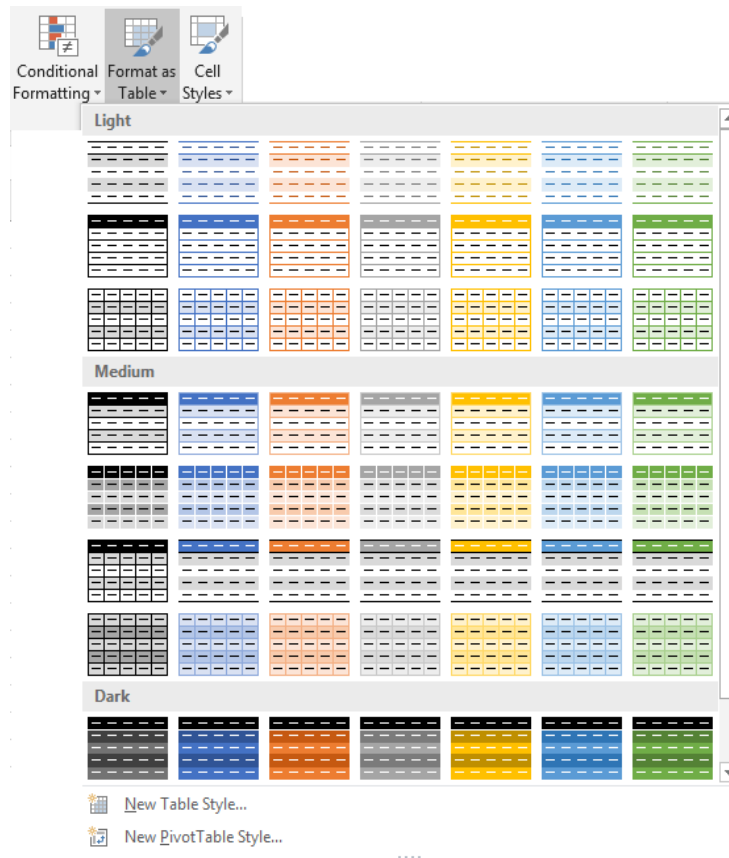 Conditional Formatting
Format as Table
Cell Styles
Light
Medium
Dark
New Table Style...
New PivotTable Style...